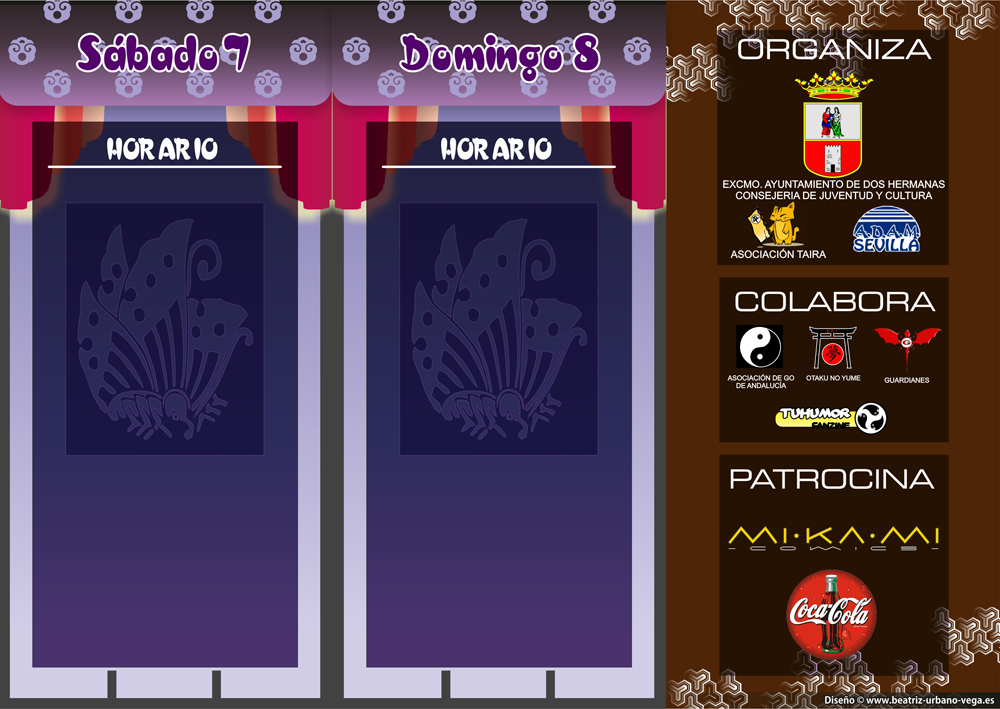 Sábado 7
HORARIO
Domingo 8
HORARIO
ORGANIZA
EXCMO. AYUNTAMIENTO DE DOS HERMANAS
CONSEJERIA DE JUVENTUD Y CULTURA
ASOCIACIÓN TAIRA
A.D.A.M.
SEVILLA
COLABORA
ASOCIACIÓN DE GO
DE ANDALUCÍA
OTAKU NO YUME
GUARDIANES
TUHUMOR
FANZINE
PATROCINA
MI·KA·MI
COMICS
Coca-Cola
Diseño © www.beatriz-urbano-vega.es